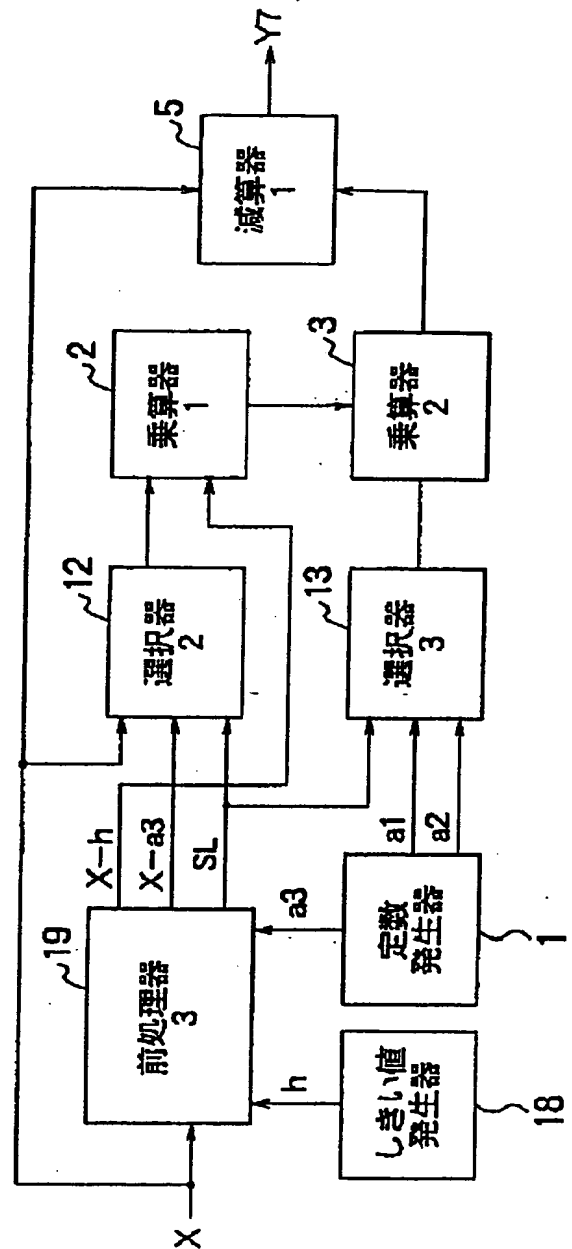 X
前処理器
3
19
しきい値
発生器
18
h
定数
発生器
1
a3
X-h
X-a3
SL
a1
a2
選択器
2
12
選択器
3
13
乗算器
1
2
乗算器
2
3
減算器
1
5
Y7